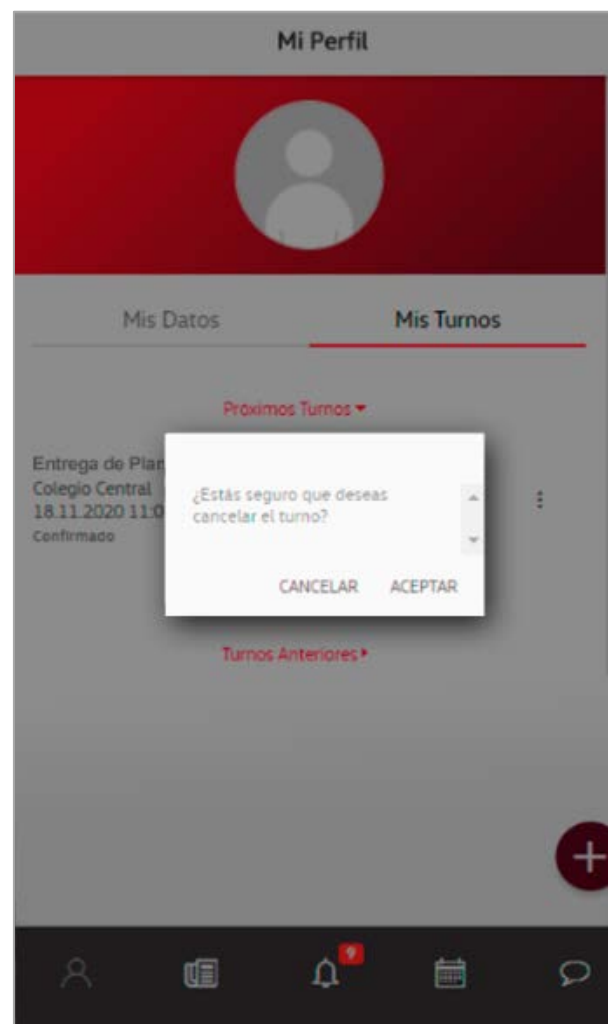 Mi Perfil
Mis Datos Mis Turnos
Próximos Turnos
Entrega de Plan
Colegio Central
18.11.2020 11:0
Confirmado
¿Estás seguro que deseas
cancelar el turno?
CANCELAR ACEPTAR
Turnos Anteriores
9